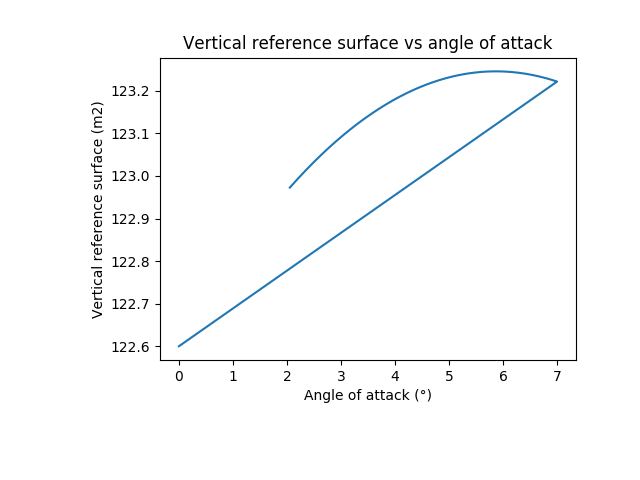 Vertical reference surface vs angle of attack
Vertical reference surface (m2)
123.2
123.1
123.0
122.9
122.8
122.7
122.6
0 1 2 3 4 5 6 7
Angle of attack (°)